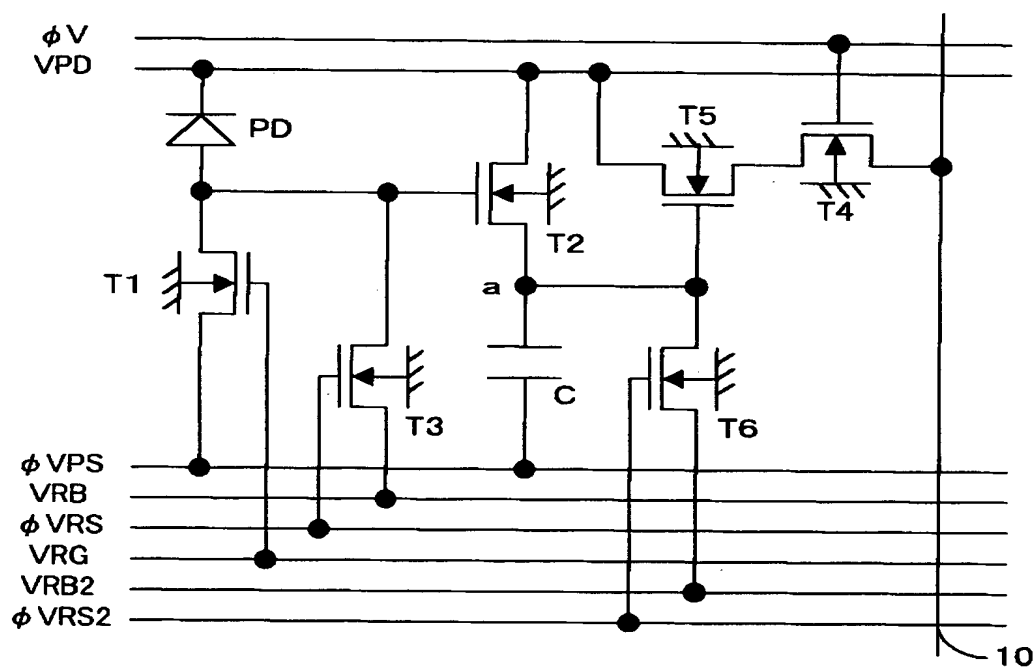 φV
VPD
PD
T5
T4
T2
T1
a
C
T3
T6
φVPS
VRB
φVRS
VRG
VRB2
φVRS2
10